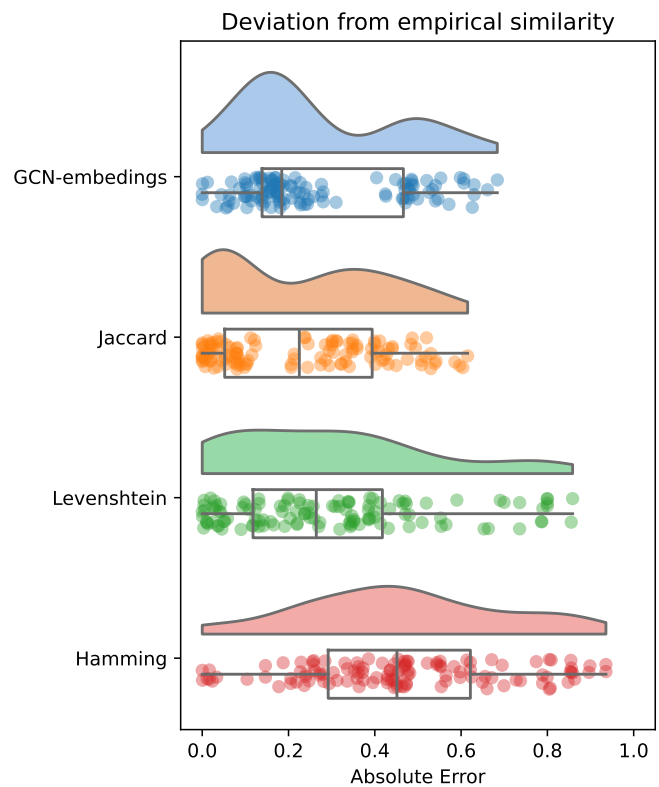 Deviation from empirical similarity
GCN-embedings
Jaccard
Levenshtein
Hamming
0.0 0.2 0.4 0.6 0.8 1.0
Absolute Error